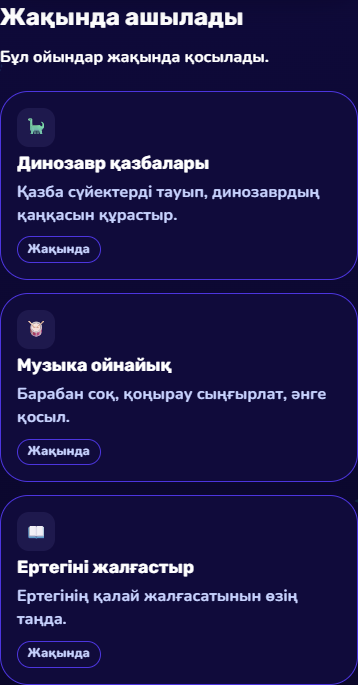 Жақында ашылады
Бұл ойындар жақында қосылады.
Динозавр қазбалары
Қазба сүйектерді тауып, динозаврдың
қаңқасын құрастыр.
Жақында
Музыка ойнайық
Барабан соқ, қоңырау сыңғырлат, әнге
қосыл.
Жақында
Ертегіні жалғастыр
Ертегінің қалай жалғасатынын өзің
таңда.
Жақында